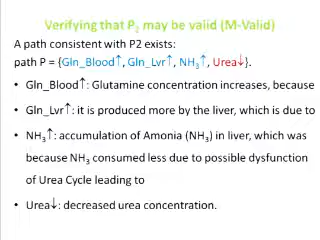 Verifying that P₂ may be valid (M-Valid)
A path consistent with P2 exists:
path P = {Gln_Blood↑, Gln_Lvr↑, NH₃↑, Urea↓}.
• Gln_Blood↑: Glutamine concentration increases, because
• Gln_Lvr↑: it is produced more by the liver, which is due to
• NH₃↑: accumulation of Amonia (NH₃) in liver, which was
because NH₃ consumed less due to possible dysfunction
of Urea Cycle leading to
• Urea↓: decreased urea concentration.